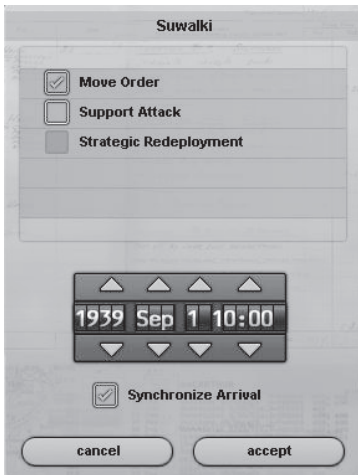 Suwalki
Move Order
Support Attack
Strategic Redeployment
1939 Sep 1 10:00
Synchronize Arrival
cancel accept